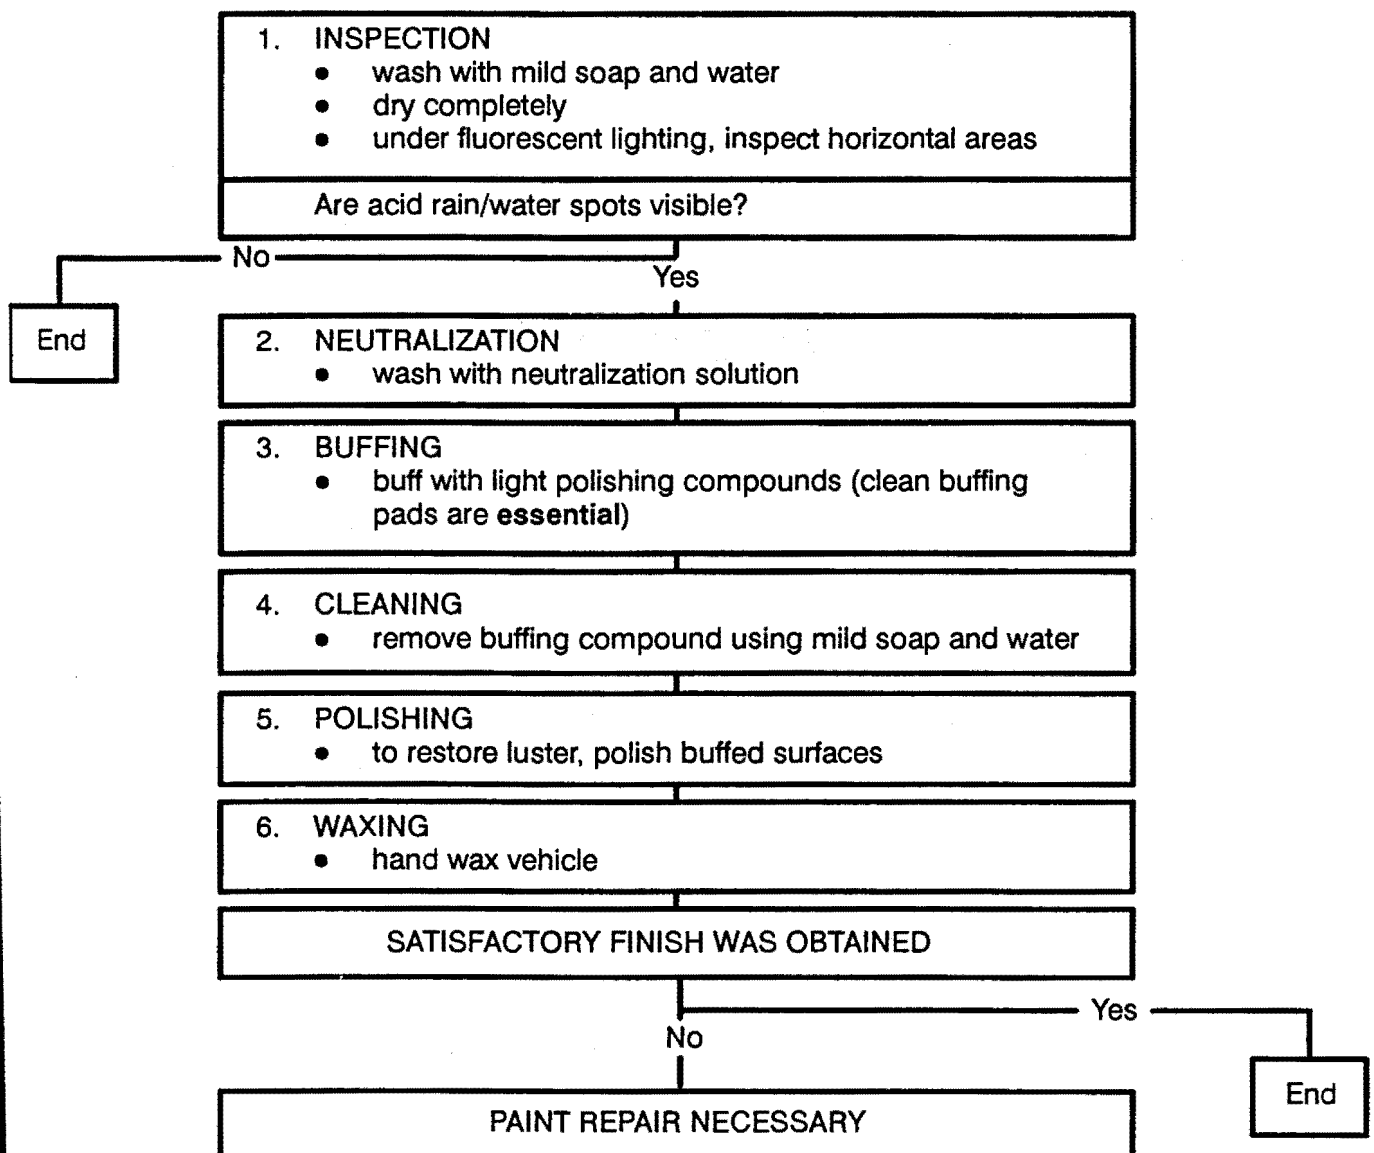 1. INSPECTION
• wash with mild soap and water
• dry completely
• under fluorescent lighting, inspect horizontal areas
Are acid rain/water spots visible?
No
Yes
End
2. NEUTRALIZATION
• wash with neutralization solution
3. BUFFING
• buff with light polishing compounds (clean buffing
pads are essential)
4. CLEANING
• remove buffing compound using mild soap and water
5. POLISHING
• to restore luster, polish buffed surfaces
6. WAXING
• hand wax vehicle
SATISFACTORY FINISH WAS OBTAINED
Yes
No
End
PAINT REPAIR NECESSARY